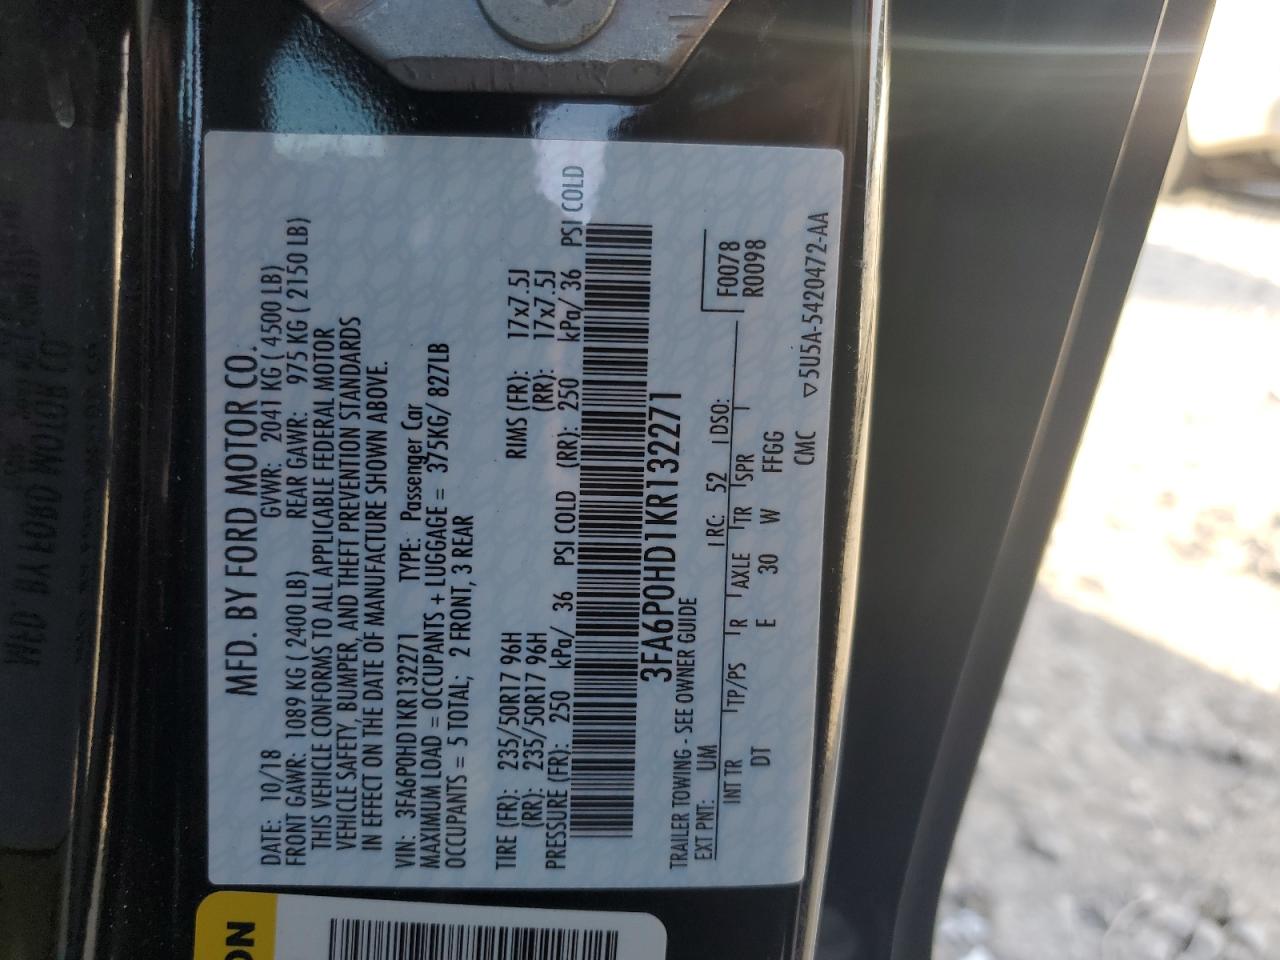 MFD. BY FORD MOTOR CO.
DATE: 10/18 GVWR: 2041 KG ( 4500 LB)
FRONT GAWR: 1089 KG ( 2400 LB) REAR GAWR: 975 KG ( 2150 LB)
THIS VEHICLE CONFORMS TO ALL APPLICABLE FEDERAL MOTOR
VEHICLE SAFETY, BUMPER, AND THEFT PREVENTION STANDARDS
IN EFFECT ON THE DATE OF MANUFACTURE SHOWN ABOVE.
VIN: 3FA6P0HD1KR132271 TYPE: Passenger Car
MAXIMUM LOAD = OCCUPANTS + LUGGAGE = 375KG/ 827LB
OCCUPANTS = 5 TOTAL; 2 FRONT, 3 REAR
TIRE (FR): 235/50R17 96H RIMS (FR): 17x7.5J
(RR): 235/50R17 96H (RR): 17x7.5J
PRESSURE (FR): 250 kPa/ 36 PSI COLD (RR): 250 kPa/ 36 PSI COLD
3FA6P0HD1KR132271
TRAILER TOWING - SEE OWNER GUIDE
F0078
R0098
EXT PNT: UM RC: 52 DSO:
INT TR TP/PS R AXLE TR SPR
DT E 30 W FFGG
CMC ▽5U5A-5420472-AA